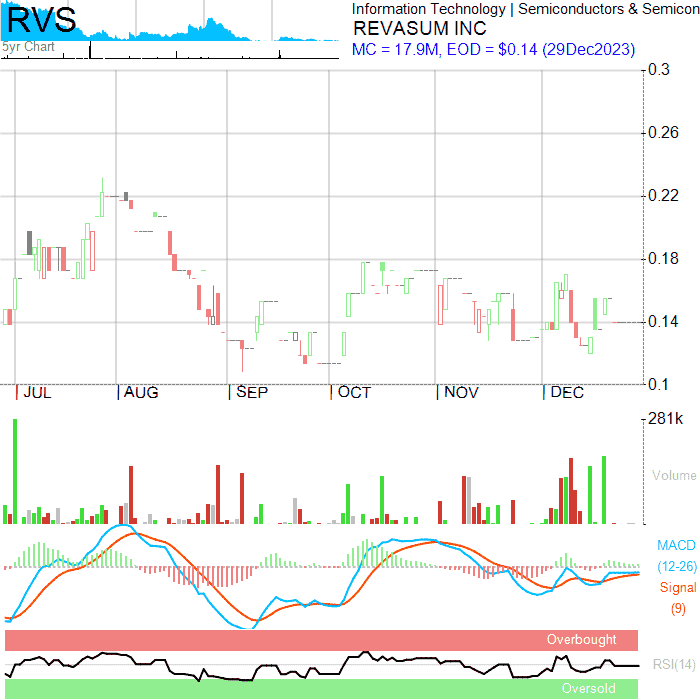 RVS
5yr Chart
Information Technology | Semiconductors & Semicon
REVASUM INC
MC = 17.9M, EOD = $0.14 (29Dec2023)
0.3
0.26
0.22
0.18
0.14
0.1
JUL AUG SEP OCT NOV DEC
281k
Volume
MACD
(12-26)
Signal
(9)
Overbought
RSI(14)
Oversold